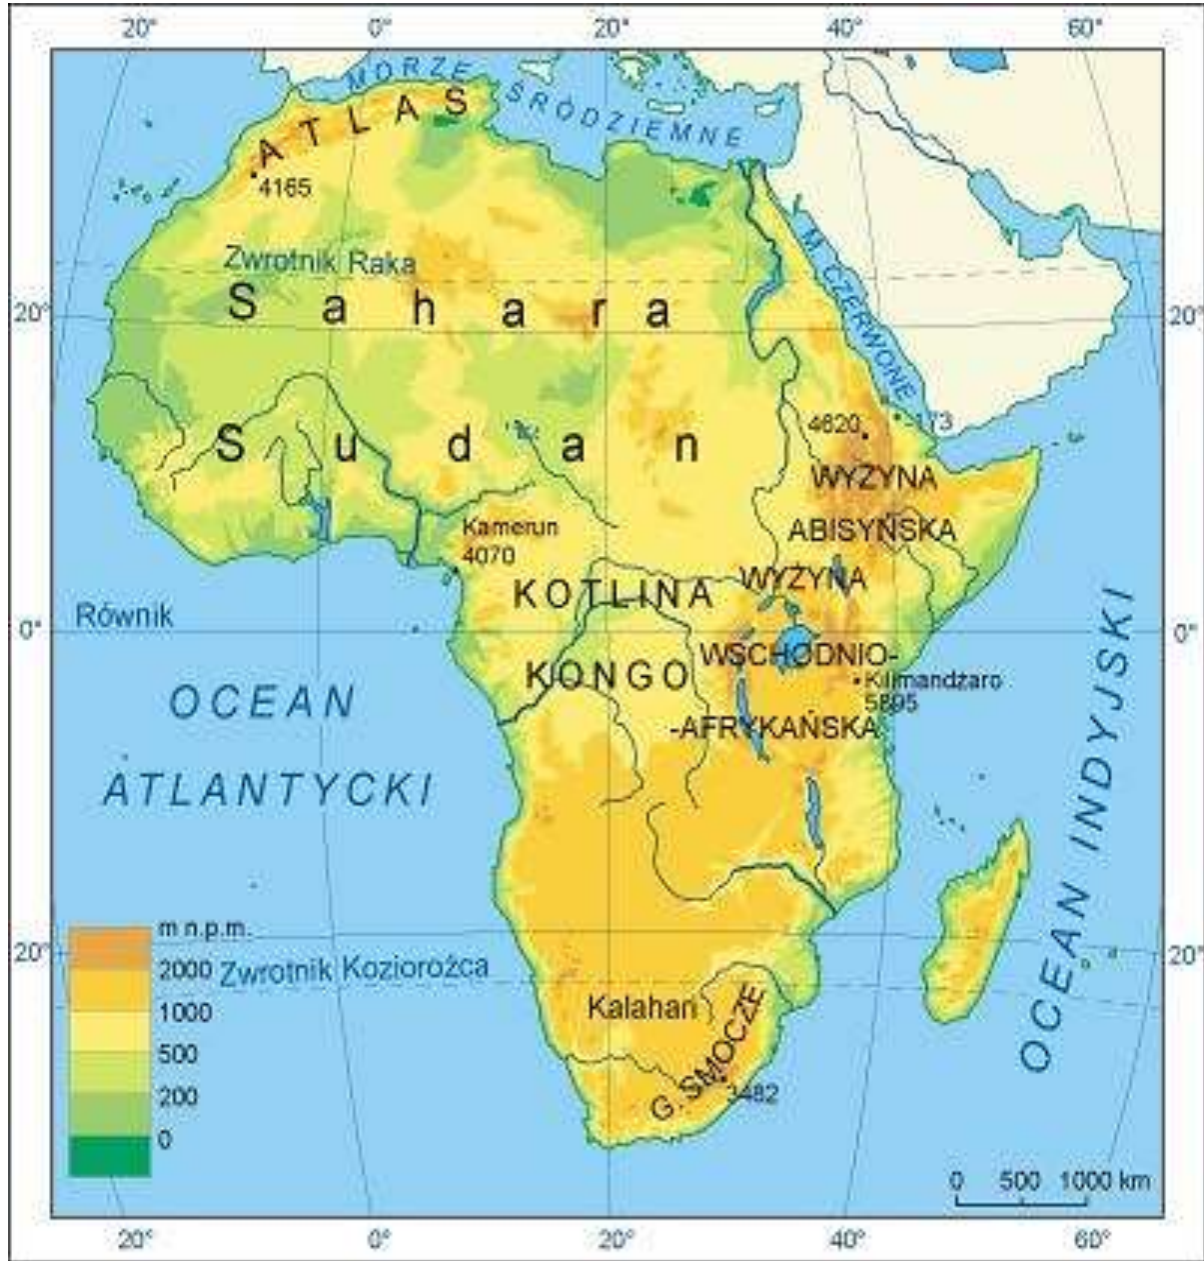 20° 0° 20° 40° 60°
MORZE ŚRÓDZIEMNE
ATLAS
4165
Zwrotnik Raka
Sahara
20° 20°
M. CZERWONE
173
4620
Sudan
WYŻYNA
ABISYŃSKA
Kamerun
4070
WYŻYNA
KOTLINA
Równik
0° 0°
WSCHODNIO-
KONGO
Kilimandżaro
5895
-AFRYKAŃSKA
OCEAN
ATLANTYCKI
OCEAN INDYJSKI
m n.p.m.
2000
1000
500
200
0
20° 20°
Zwrotnik Koziorożca
Kalahari
G. SMOCZE
3482
0 500 1000 km
20° 0° 20° 40° 60°